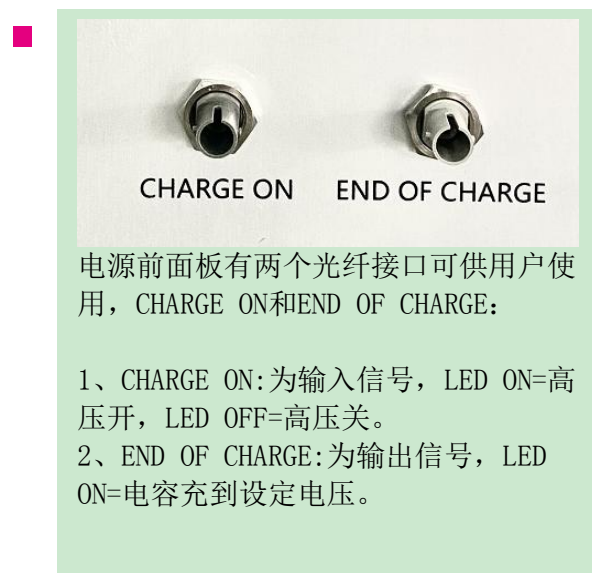 CHARGE ON END OF CHARGE
电源前面板有两个光纤接口可供用户使
用，CHARGE ON和END OF CHARGE：
1、CHARGE ON:为输入信号，LED ON=高
压开，LED OFF=高压关。
2、END OF CHARGE:为输出信号，LED
ON=电容充到设定电压。